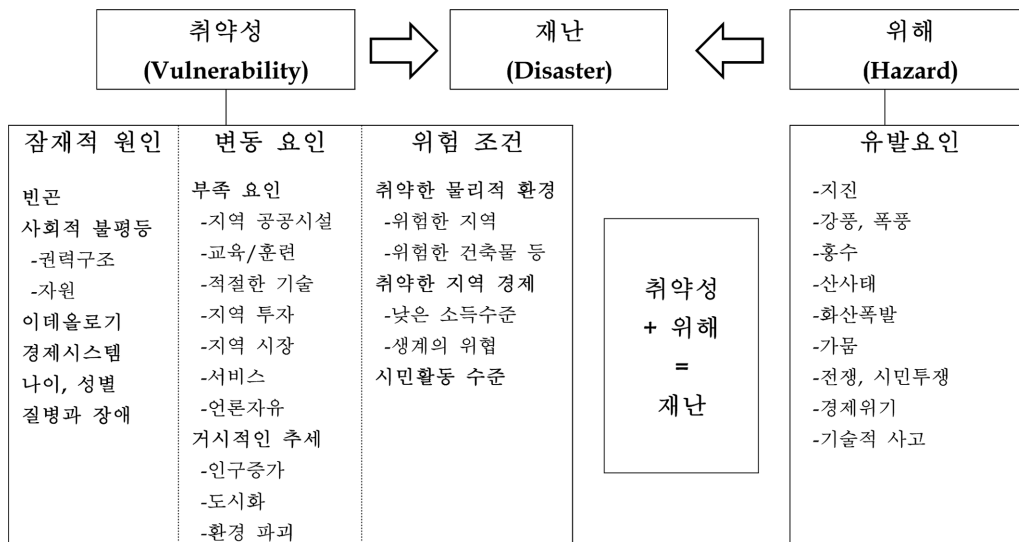 취약성
(Vulnerability)
재난
(Disaster)
위해
(Hazard)
잠재적 원인
빈곤
사회적 불평등
-권력구조
-자원
이데올로기
경제시스템
나이, 성별
질병과 장애
변동 요인
부족 요인
-지역 공공시설
-교육/훈련
-적절한 기술
-지역 투자
-지역 시장
-서비스
-언론자유
거시적인 추세
-인구증가
-도시화
-환경 파괴
위험 조건
취약한 물리적 환경
-위험한 지역
-위험한 건축물 등
취약한 지역 경제
-낮은 소득수준
-생계의 위협
시민활동 수준
취약성
+ 위해
=
재난
유발요인
-지진
-강풍, 폭풍
-홍수
-산사태
-화산폭발
-가뭄
-전쟁, 시민투쟁
-경제위기
-기술적 사고